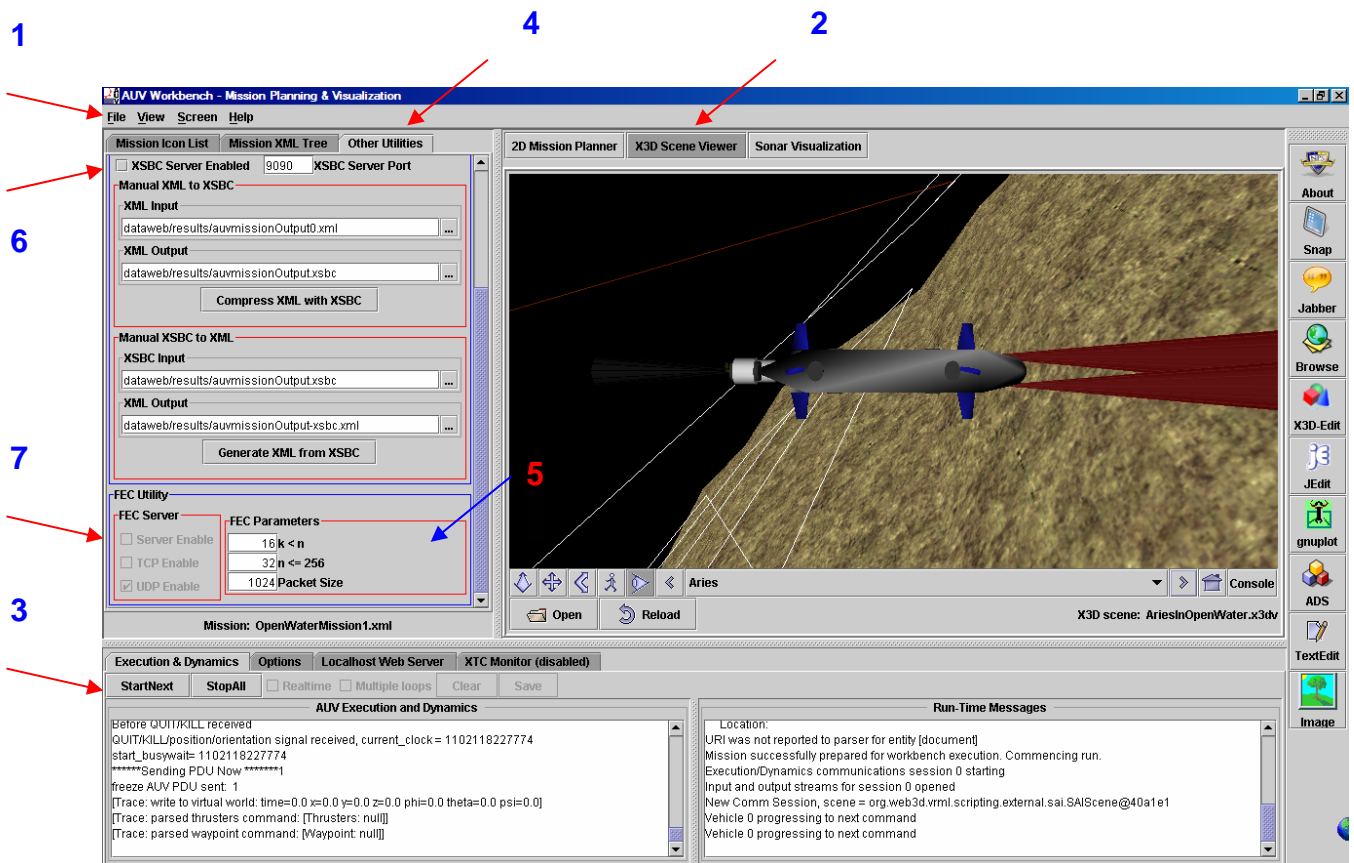 1
4
2
AUV Workbench - Mission Planning & Visualization
File View Screen Help
Mission Icon List Mission XML Tree Other Utilities
XSBC Server Enabled 9090 XSBC Server Port
Manual XML to XSBC
XML Input
dataweb/results/auvmissionOutput0.xml ...
XML Output
dataweb/results/auvmissionOutput.xsbc ...
Compress XML with XSBC
Manual XSBC to XML
XSBC Input
dataweb/results/auvmissionOutput.xsbc ...
XML Output
dataweb/results/auvmissionOutput-xsbc.xml ...
Generate XML from XSBC
FEC Utility
FEC Server
Server Enable
TCP Enable
UDP Enable
FEC Parameters
16 k < n
32 n <= 256
1024 Packet Size
Mission: OpenWaterMission1.xml
6
7
3
5
2D Mission Planner X3D Scene Viewer Sonar Visualization
Aries
Console
Open Reload X3D scene: AriesInOpenWater.x3dv
About
Snap
Jabber
Browse
X3D-Edit
jE
JEdit
gnuplot
ADS
TextEdit
Image
Execution & Dynamics Options Localhost Web Server XTC Monitor (disabled)
StartNext StopAll Realtime Multiple loops Clear Save
AUV Execution and Dynamics
Before QUIT/KILL received
QUIT/KILL/position/orientation signal received, current_clock = 1102118227774
start_busywait= 1102118227774
******Sending PDU Now *******1
freeze AUV PDU sent: 1
[Trace: write to virtual world: time=0.0 x=0.0 y=0.0 z=0.0 phi=0.0 theta=0.0 psi=0.0]
[Trace: parsed thrusters command: [Thrusters: null]]
[Trace: parsed waypoint command: [Waypoint: null]]
Run-Time Messages
Location:
URI was not reported to parser for entity [document]
Mission successfully prepared for workbench execution. Commencing run.
Execution/Dynamics communications session 0 starting
Input and output streams for session 0 opened
New Comm Session, scene = org.web3d.vrml.scripting.external.sai.SAIScene@40a1e1
Vehicle 0 progressing to next command
Vehicle 0 progressing to next command